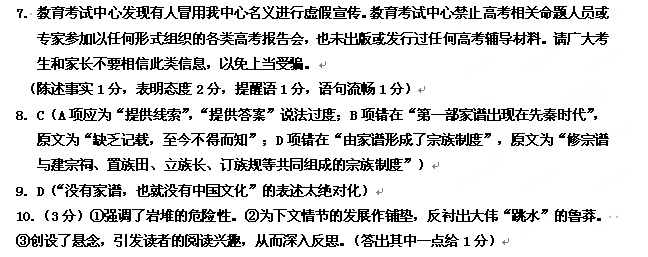 7. 教育考试中心发现有人冒用我中心名义进行虚假宣传。教育考试中心禁止高考相关命题人员或
专家参加以任何形式组织的各类高考报告会，也未出版或发行过任何高考辅导材料。请广大考
生和家长不要相信此类信息，以免上当受骗。
（陈述事实 1 分，表明态度 2 分，提醒语 1 分，语句流畅 1 分）
8. C（A 项应为“提供线索”，“提供答案”说法过度；B 项错在“第一部家谱出现在先秦时代”，
原文为“缺乏记载，至今不得而知”；D 项错在“由家谱形成了宗族制度”，原文为“修宗谱
与建宗祠、置族田、立族长、订族规等共同组成的宗族制度”）
9. D（“没有家谱，也就没有中国文化”的表述太绝对化）
10.（3 分）①强调了岩堆的危险性。②为下文情节的发展作铺垫，反衬出大伟“跳水”的鲁莽。
③创设了悬念，引发读者的阅读兴趣，从而深入反思。（答出其中一点给 1 分）